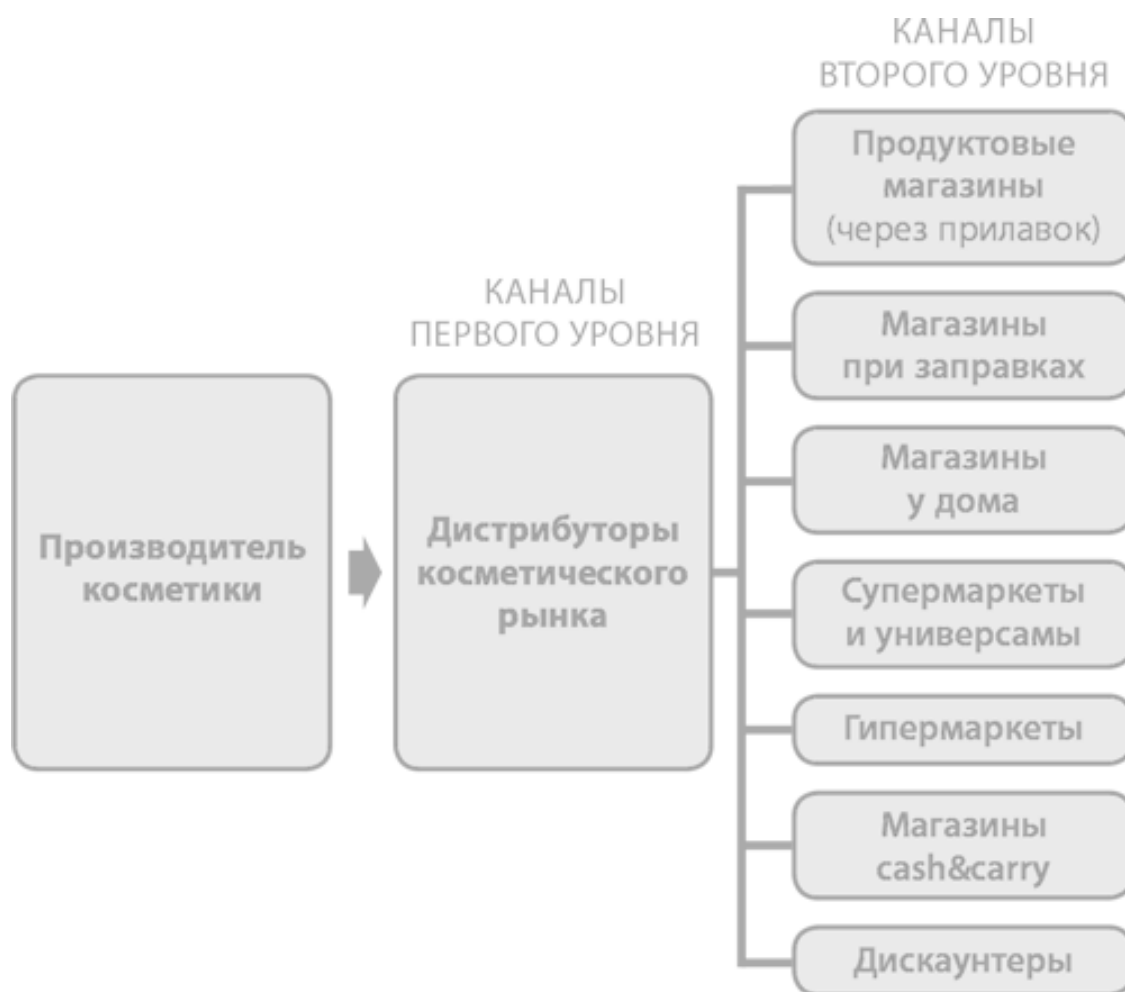 КАНАЛЫ
ВТОРОГО УРОВНЯ
Продуктовые
магазины
(через прилавок)
КАНАЛЫ
ПЕРВОГО УРОВНЯ
Магазины
при заправках
Магазины
у дома
Производитель
косметики
Дистрибуторы
косметического
рынка
Супермаркеты
и универсамы
Гипермаркеты
Магазины
cash&carry
Дискаунтеры